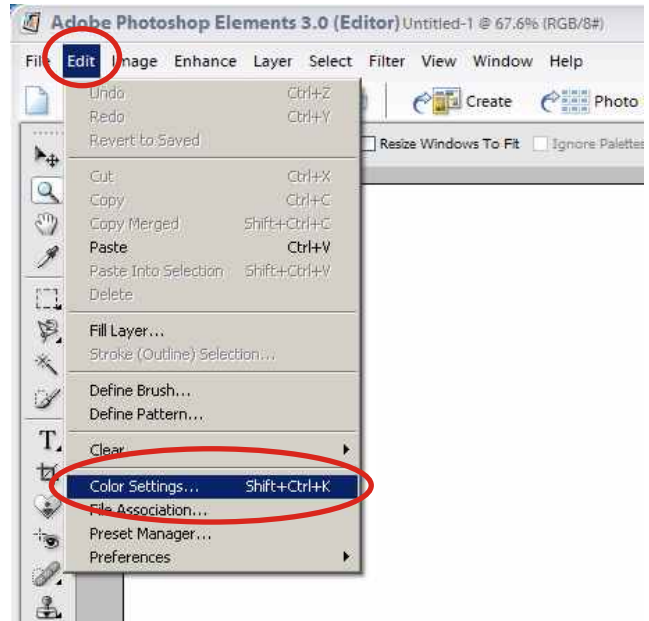 Adobe Photoshop Elements 3.0 (Editor) Untitled-1 @ 67.6% (RGB/8#)
File Edit Image Enhance Layer Select Filter View Window Help
Create Photo
Resize Windows To Fit Ignore Palettes
Undo Ctrl+Z
Redo Ctrl+Y
Revert to Saved
Cut Ctrl+X
Copy Ctrl+C
Copy Merged Shift+Ctrl+C
Paste Ctrl+V
Paste Into Selection Shift+Ctrl+V
Delete
Fill Layer...
Stroke (Outline) Selection...
Define Brush...
Define Pattern...
Clear
Color Settings... Shift+Ctrl+K
File Association...
Preset Manager...
Preferences
T